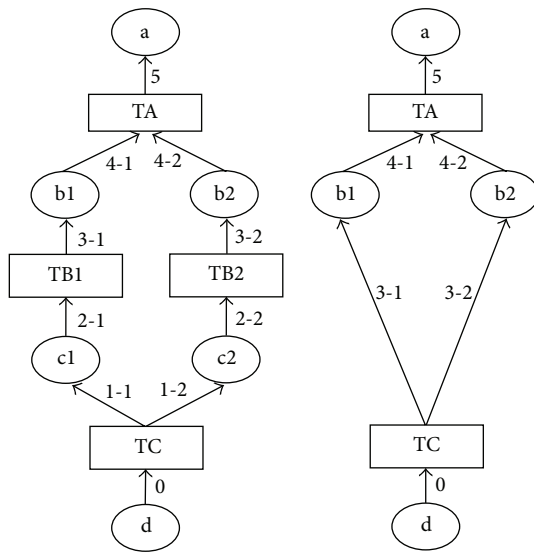 a a
5 5
TA TA
4-1 4-2 4-1 4-2
b1 b2 b1 b2
3-1 3-2
TB1 TB2
3-1 3-2
2-1 2-2
c1 c2
1-1 1-2
TC TC
0 0
d d